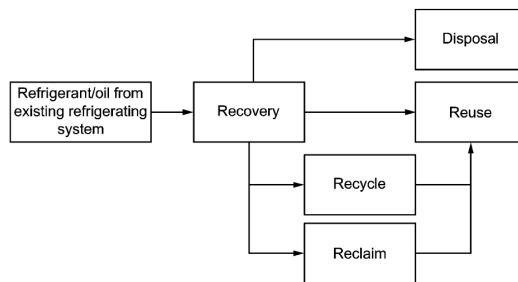 Disposal
Refrigerant/oil from
existing refrigerating
system
Recovery
Reuse
Recycle
Reclaim